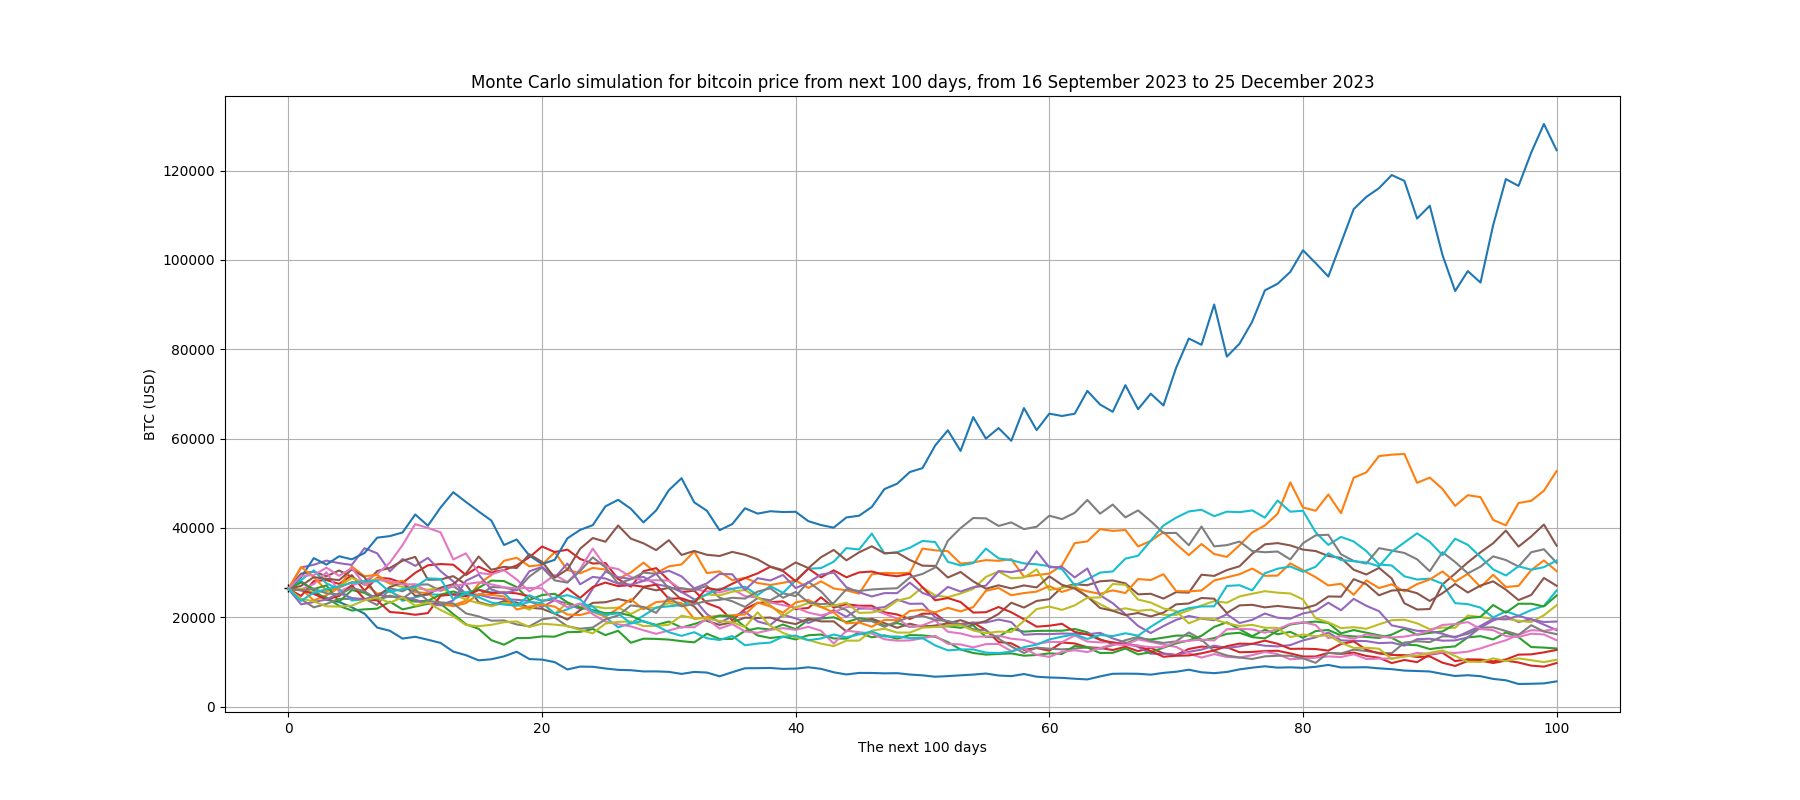 Monte Carlo simulation for bitcoin price from next 100 days, from 16 September 2023 to 25 December 2023
BTC (USD)
120000
100000
80000
60000
40000
20000
0
0 20 40 60 80 100
The next 100 days